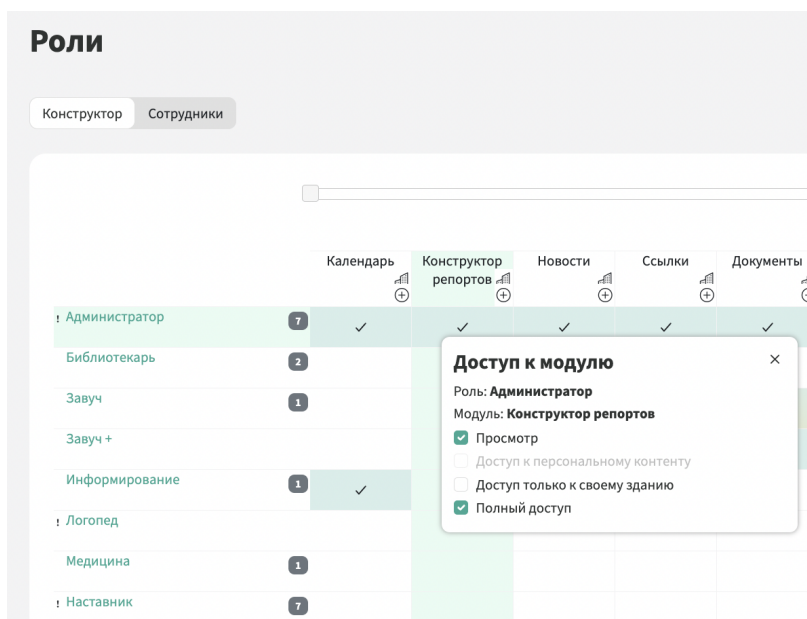 Роли
Конструктор Сотрудники
Календарь Конструктор репортов Новости Ссылки Документы
! Администратор 7
Библиотекарь 2
Завуч 1
Завуч +
Информирование 1
! Логопед
Медицина 1
! Наставник 7
Доступ к модулю
Роль: Администратор
Модуль: Конструктор репортов
Просмотр
Доступ к персональному контенту
Доступ только к своему зданию
Полный доступ